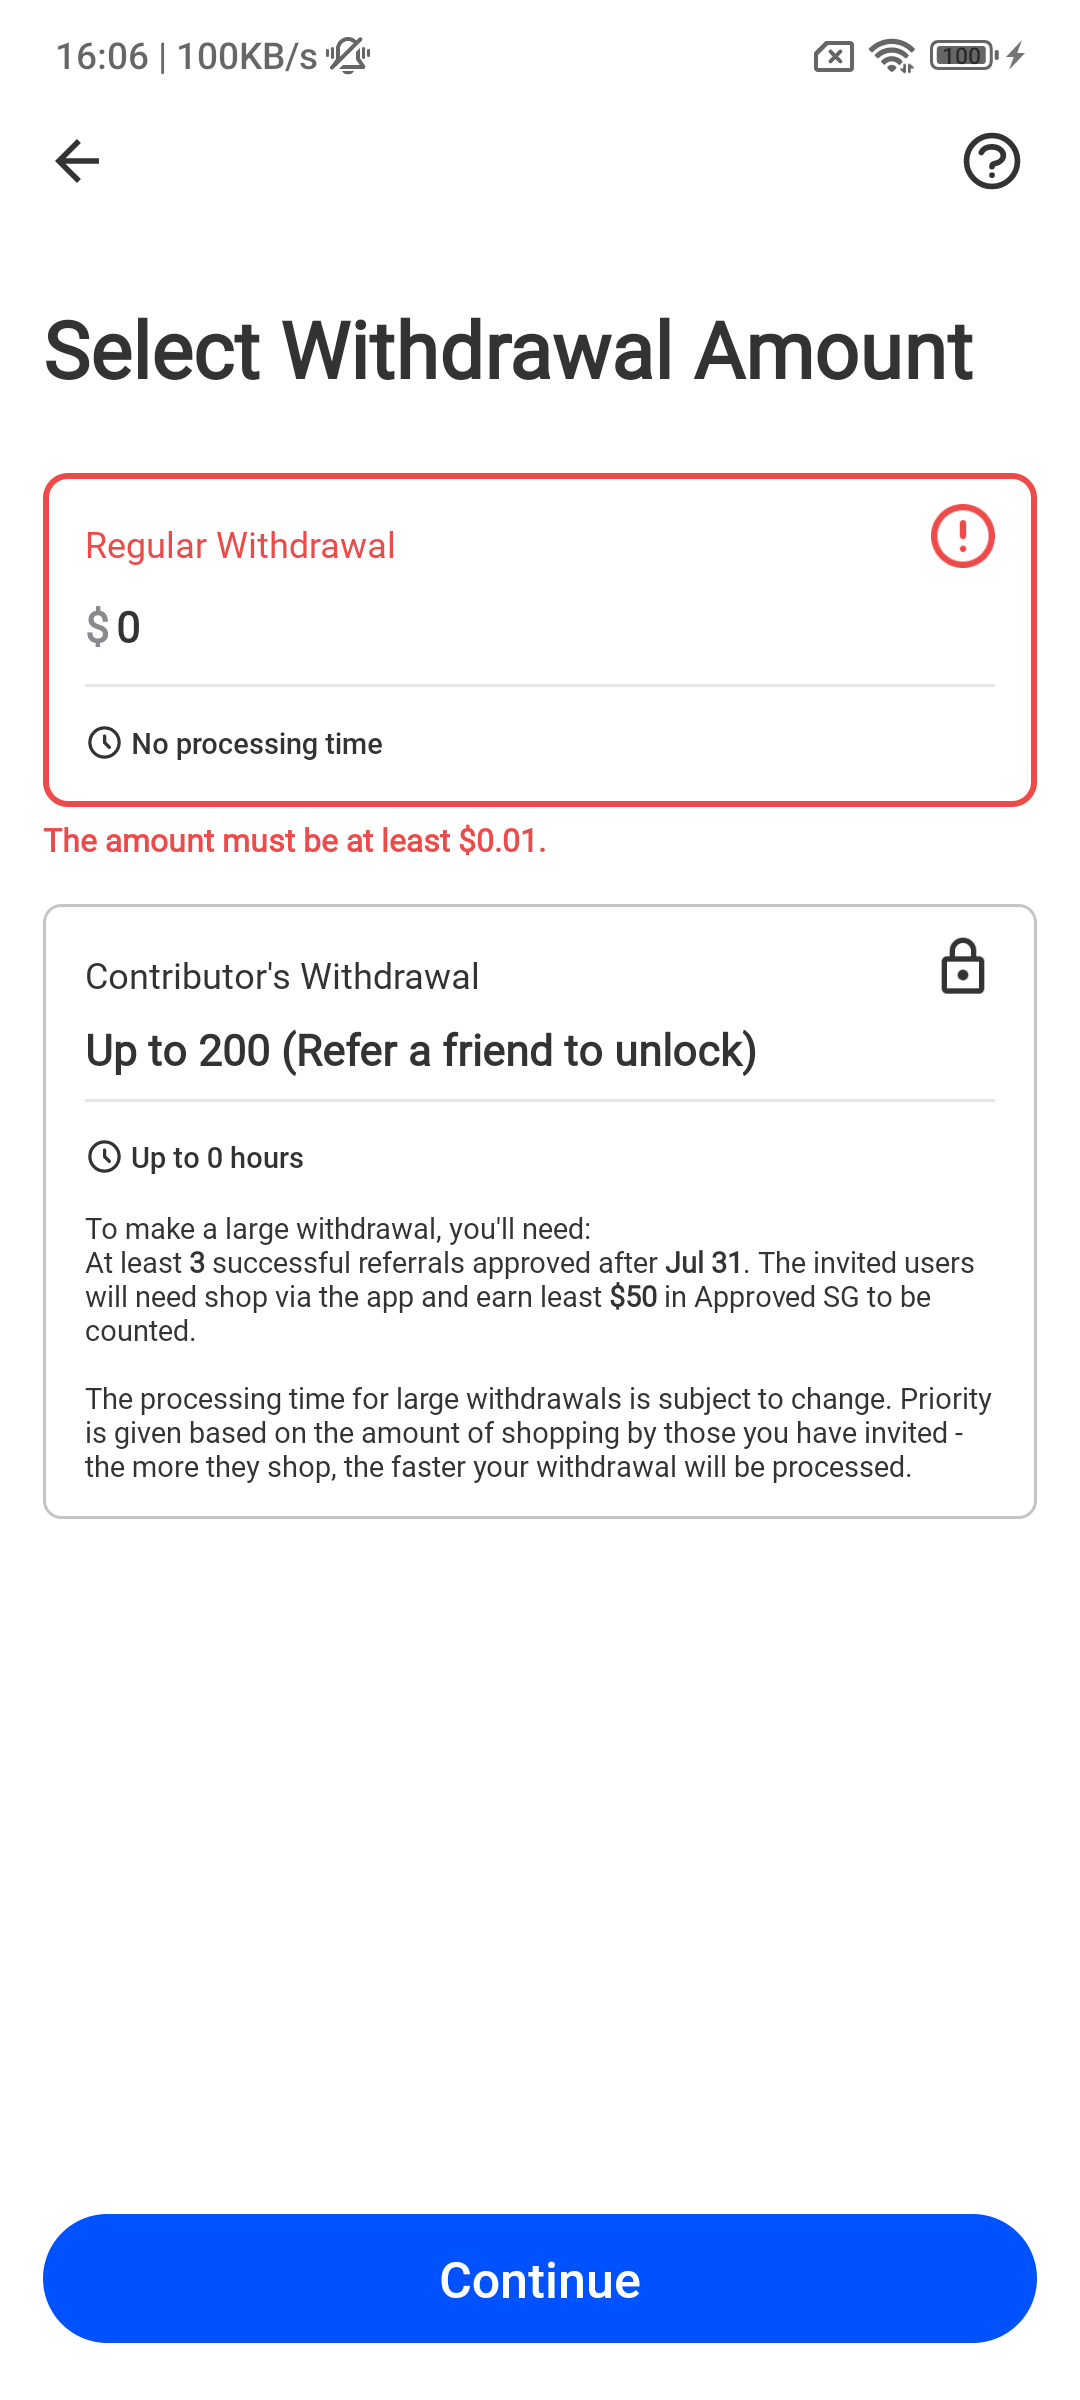 16:06 | 100KB/s
100
Select Withdrawal Amount
Regular Withdrawal
$ 0
No processing time
The amount must be at least $0.01.
Contributor's Withdrawal
Up to 200 (Refer a friend to unlock)
Up to 0 hours
To make a large withdrawal, you'll need:
At least 3 successful referrals approved after Jul 31. The invited users
will need shop via the app and earn least $50 in Approved SG to be
counted.
The processing time for large withdrawals is subject to change. Priority
is given based on the amount of shopping by those you have invited -
the more they shop, the faster your withdrawal will be processed.
Continue